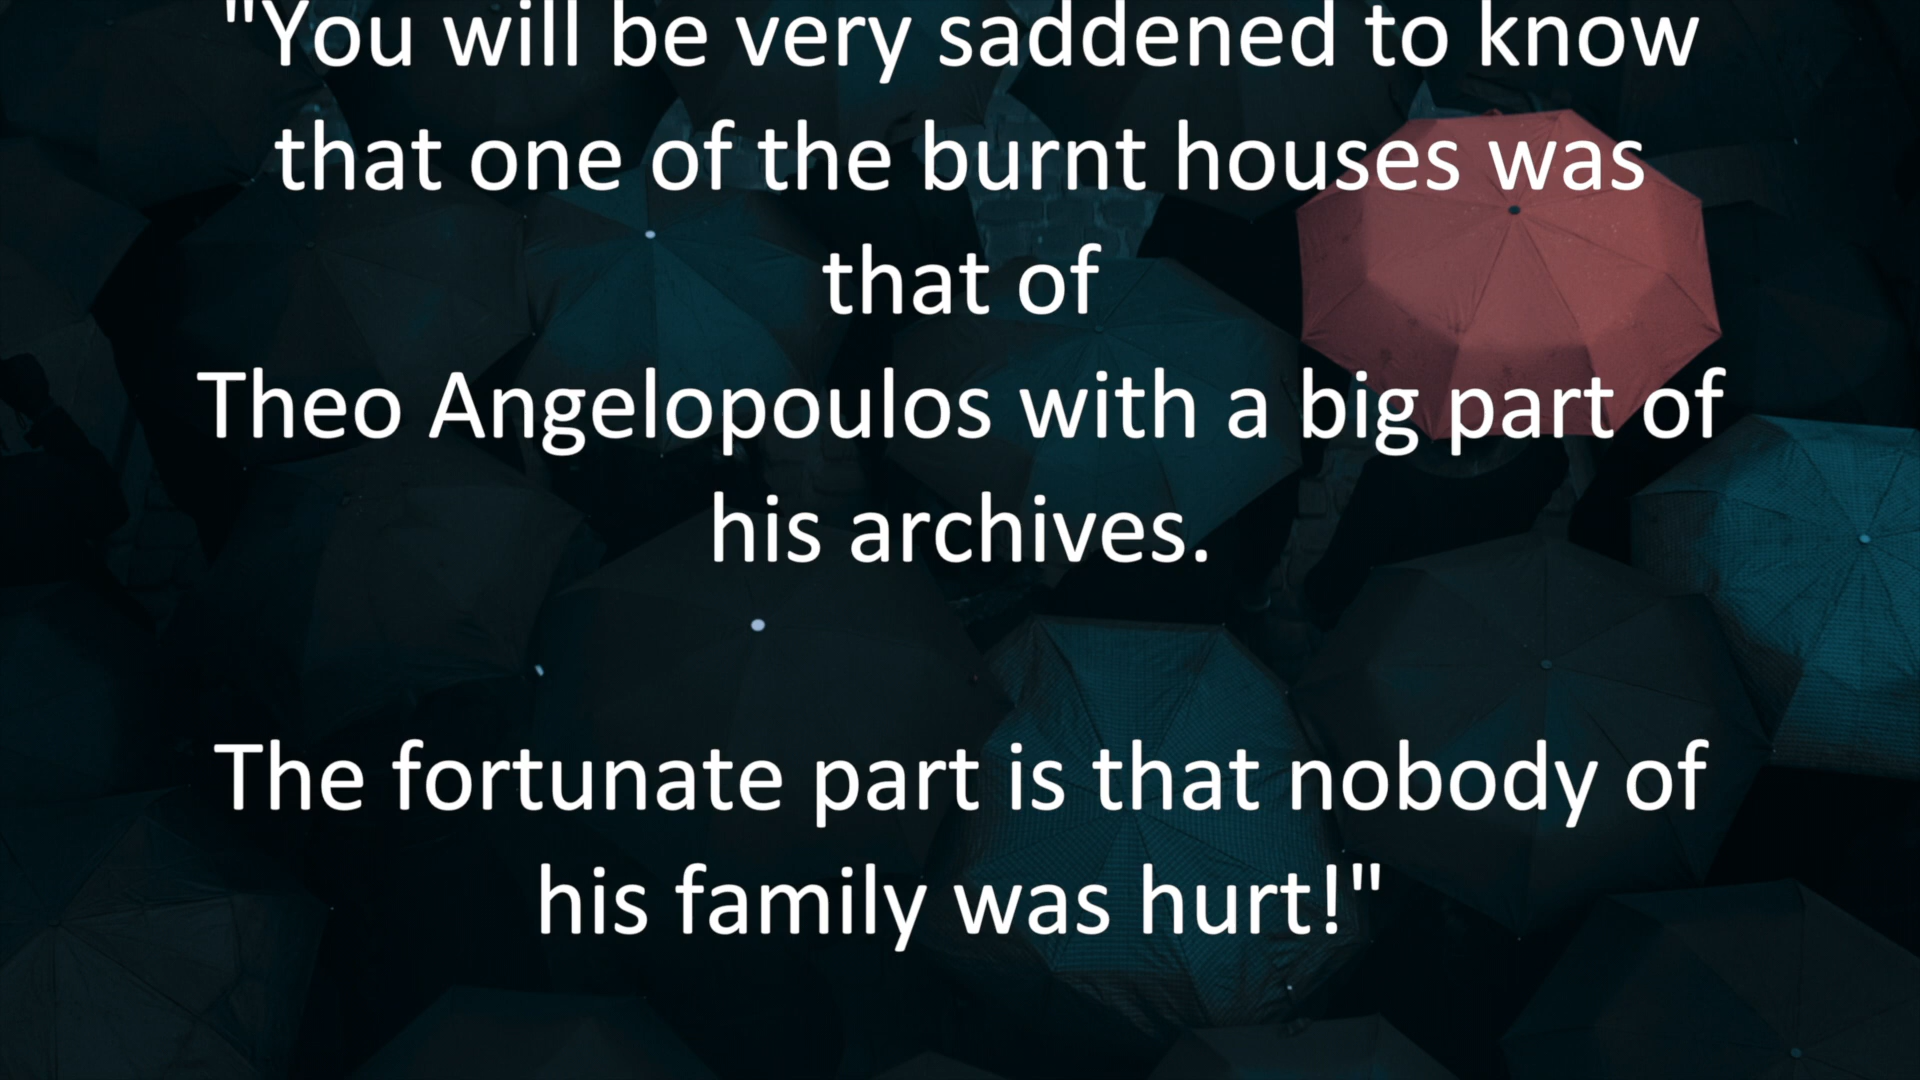 "You will be very saddened to know
that one of the burnt houses was
that of
Theo Angelopoulos with a big part of
his archives.
The fortunate part is that nobody of
his family was hurt!"